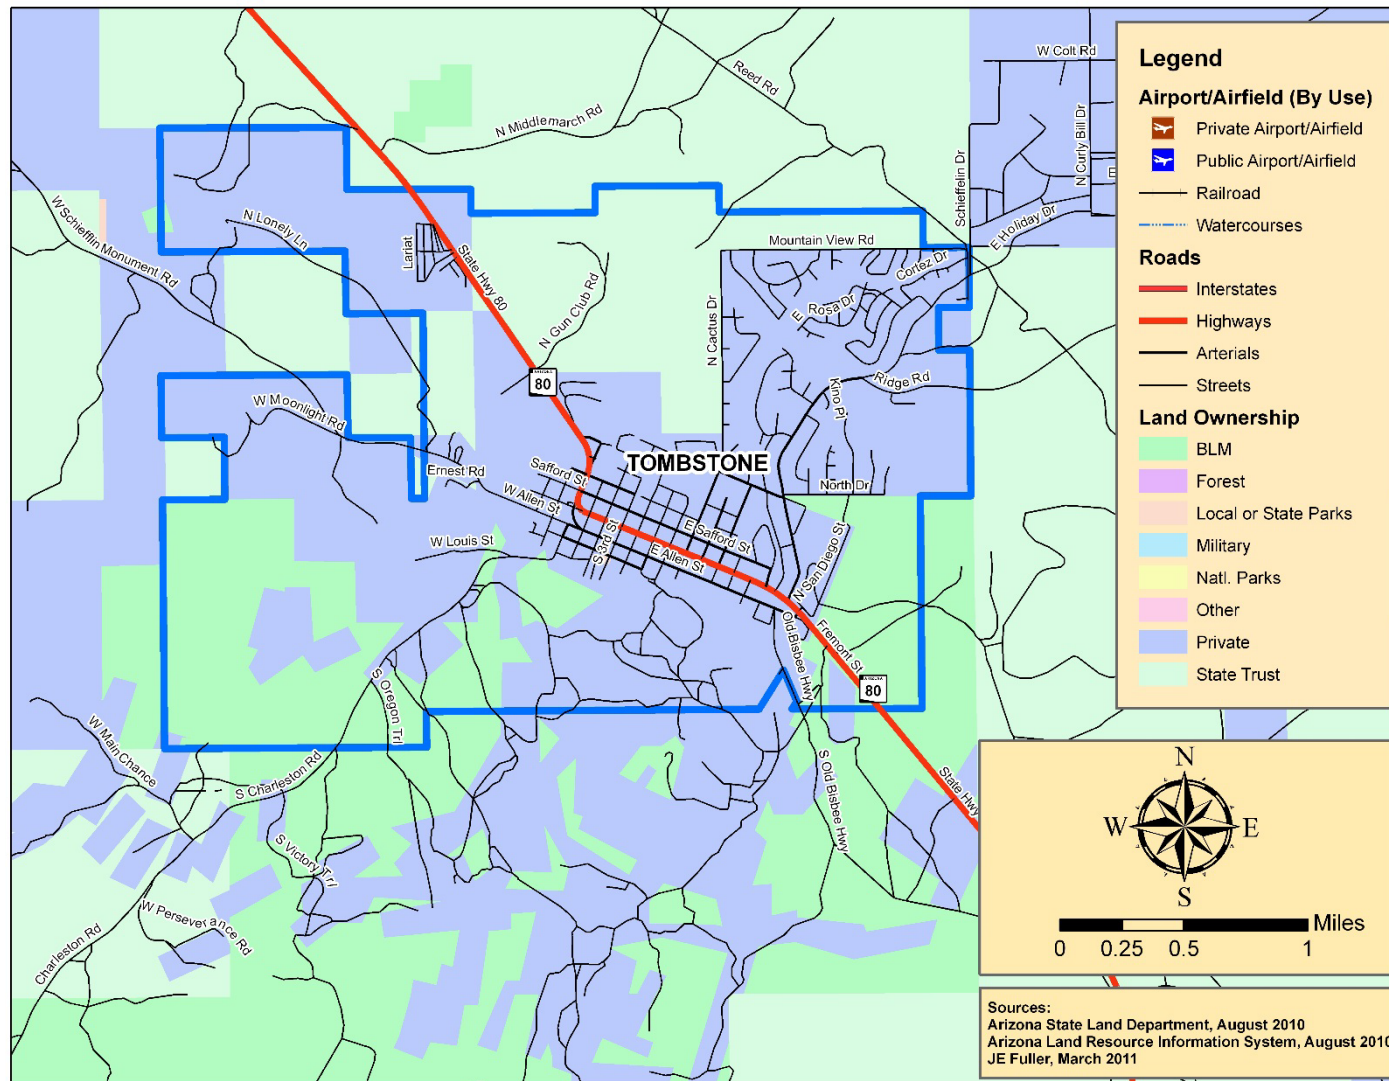 W Colt Rd
Reed Rd
N Middlemarch Rd
N Curly Bill Dr
E
Schieffelin Dr
E Holiday Dr
W Schiefflin Monument Rd
N Lonely Ln
Lariat
State Hwy 80
N Gun Club Rd
Mountain View Rd
Cortez Dr
E Rosa Dr
N Cactus Dr
80
Ridge Rd
Kino Pl
W Moonlight Rd
TOMBSTONE
Ernest Rd
Safford St
North Dr
W Allen St
E Safford St
S 3rd St
E Allen St
W Louis St
N San Diego St
Old Bisbee Hwy
Fremont St
80
S Oregon Trl
W Main Chance
S Charleston Rd
S Old Bisbee Hwy
State Hwy
S Victory Trl
W Perseverance Rd
Charleston Rd
Legend
Airport/Airfield (By Use)
Private Airport/Airfield
Public Airport/Airfield
Railroad
Watercourses
Roads
Interstates
Highways
Arterials
Streets
Land Ownership
BLM
Forest
Local or State Parks
Military
Natl. Parks
Other
Private
State Trust
N
W E
S
Miles
0 0.25 0.5 1
Sources:
Arizona State Land Department, August 2010
Arizona Land Resource Information System, August 2010
JE Fuller, March 2011